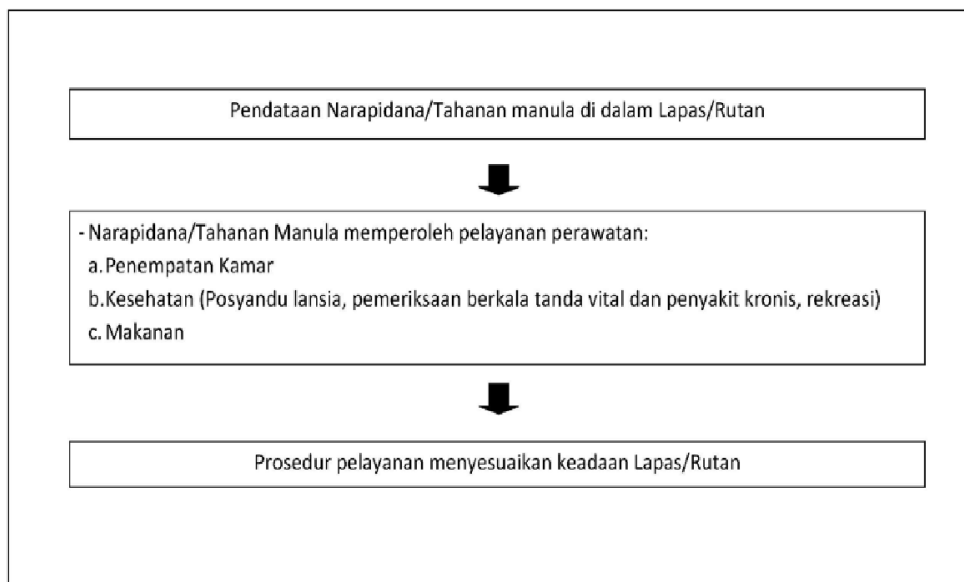 Pendataan Narapidana/Tahanan manula di dalam Lapas/Rutan
- Narapidana/Tahanan Manula memperoleh pelayanan perawatan:
a. Penempatan Kamar
b. Kesehatan (Posyandu lansia, pemeriksaan berkala tanda vital dan penyakit kronis, rekreasi)
c. Makanan
Prosedur pelayanan menyesuaikan keadaan Lapas/Rutan